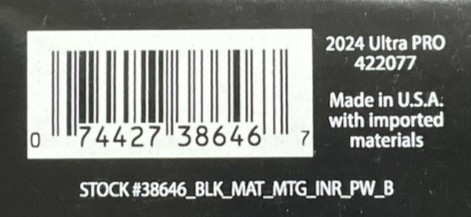 2024 Ultra PRO
422077
Made in U.S.A.
with imported
materials
0 74427 38646 7
STOCK #38646_BLK_MAT_MTG_INR_PW_B